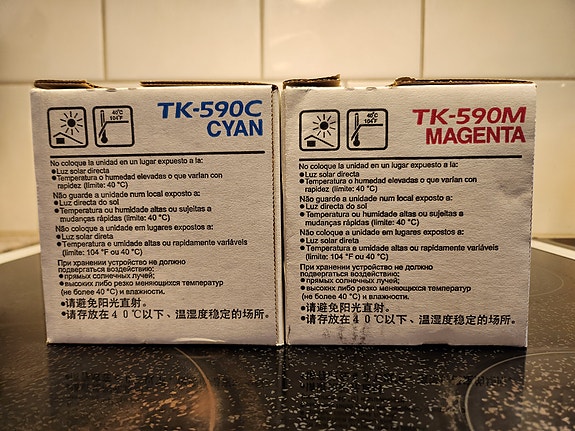 40°C
104°F
TK-590C
CYAN
No coloque la unidad en un lugar expuesto a la:
●Luz solar directa
●Temperatura o humedad elevadas o que varían con
rapidez (límite: 40 °C)
Não guarde a unidade num local exposto a:
●Luz directa do sol
●Temperatura ou humidade altas ou sujeitas a
mudanças rápidas (limite: 40 °C)
Não coloque a unidade em lugares expostos a:
●Luz solar direta
●Temperatura e umidade altas ou rapidamente variáveis
(limite: 104 °F ou 40 °C)
При хранении устройство не должно
подвергаться воздействию:
●прямых солнечных лучей;
●высоких либо резко меняющихся температур
(не более 40 °C) и влажности.
●请避免阳光直射。
●请存放在40℃以下、温湿度稳定的场所。
40°C
104°F
TK-590M
MAGENTA
No coloque la unidad en un lugar expuesto a la:
●Luz solar directa
●Temperatura o humedad elevadas o que varían con
rapidez (límite: 40 °C)
Não guarde a unidade num local exposto a:
●Luz directa do sol
●Temperatura ou humidade altas ou sujeitas a
mudanças rápidas (limite: 40 °C)
Não coloque a unidade em lugares expostos a:
●Luz solar direta
●Temperatura e umidade altas ou rapidamente variáveis
(limite: 104 °F ou 40 °C)
При хранении устройство не должно
подвергаться воздействию:
●прямых солнечных лучей;
●высоких либо резко меняющихся температур
(не более 40 °C) и влажности.
●请避免阳光直射。
●请存放在40℃以下、温湿度稳定的场所。